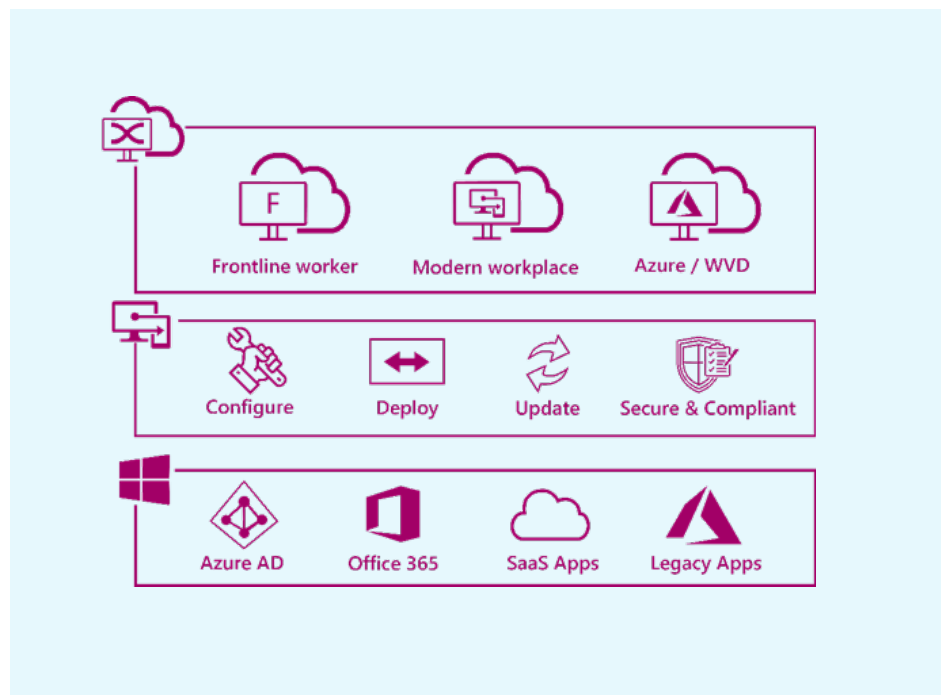 F
Frontline worker
Modern workplace
Azure / WVD
Configure
Deploy
Update
Secure & Compliant
Azure AD
Office 365
SaaS Apps
Legacy Apps